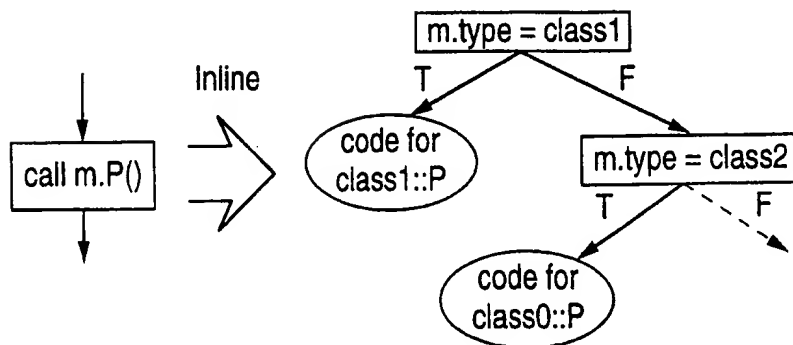 m.type = class1
T
F
Inline
call m.P()
code for
class1::P
m.type = class2
T
F
code for
class0::P